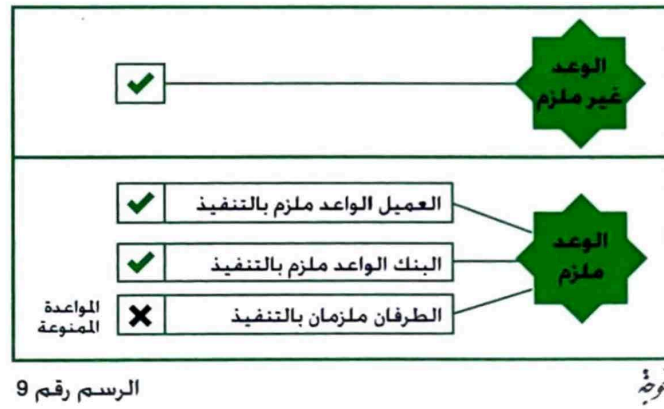 الوعد
غير ملزم
الوعد
ملزم
العميل الواعد ملزم بالتنفيذ
البنك الواعد ملزم بالتنفيذ
الطرفان ملزمان بالتنفيذ
المواعدة
الممنوعة
الرسم رقم 9